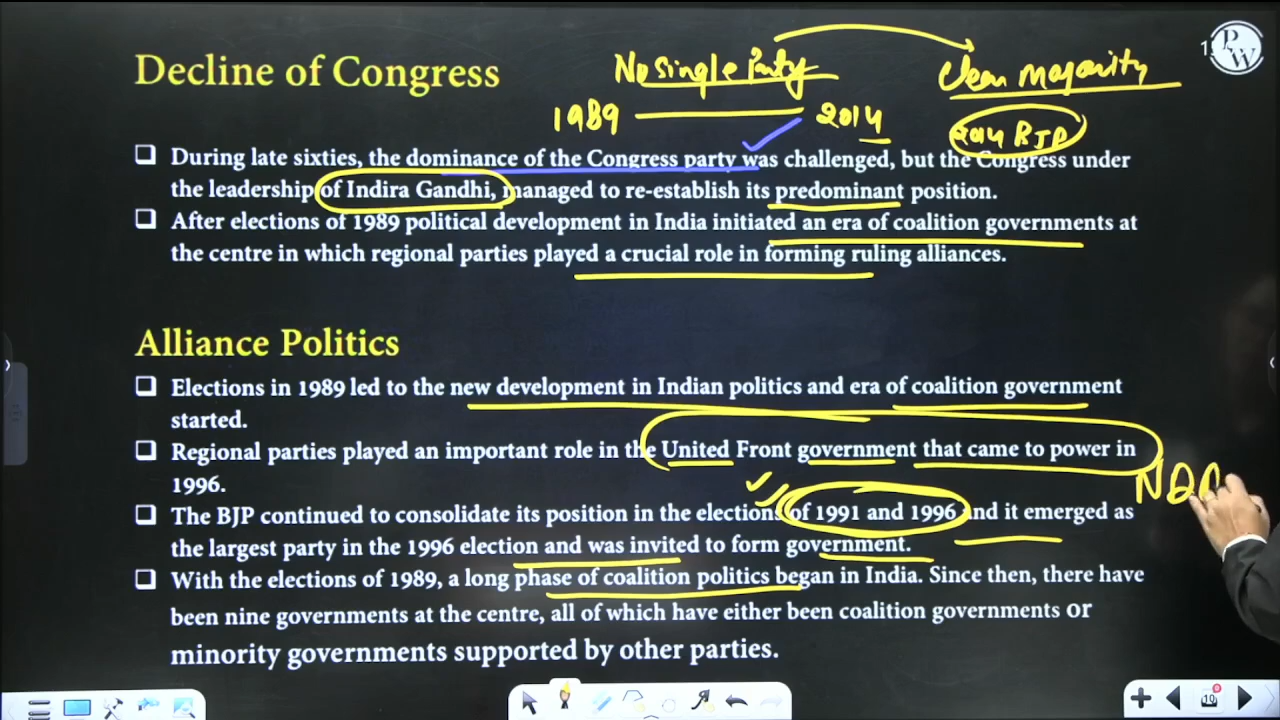 Decline of Congress
No single Party
Clear majority
1989
2014
2014 BJP
PW
During late sixties, the dominance of the Congress party was challenged, but the Congress under
the leadership of Indira Gandhi, managed to re-establish its predominant position.
After elections of 1989 political development in India initiated an era of coalition governments at
the centre in which regional parties played a crucial role in forming ruling alliances.
Alliance Politics
Elections in 1989 led to the new development in Indian politics and era of coalition government
started.
Regional parties played an important role in the United Front government that came to power in
1996.
NDA
The BJP continued to consolidate its position in the elections of 1991 and 1996 and it emerged as
the largest party in the 1996 election and was invited to form government.
With the elections of 1989, a long phase of coalition politics began in India. Since then, there have
been nine governments at the centre, all of which have either been coalition governments or
minority governments supported by other parties.
10